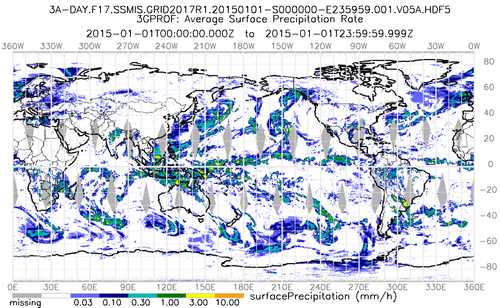 3A-DAY.F17.SSMIS.GRID2017R1.20150101-S000000-E235959.001.V05A.HDF5
3GPROF: Average Surface Precipitation Rate
2015-01-01T00:00:00.000Z to 2015-01-01T23:59:59.999Z
360W 330W 300W 270W 240W 210W 180W 150W 120W 90W 60W 30W 0W
80
60
40
20
0
-20
-40
-60
-80
0E 30E 60E 90E 120E 150E 180E 210E 240E 270E 300E 330E 360E
missing 0.03 0.10 0.30 1.00 3.00 10.00 surfacePrecipitation (mm/h)